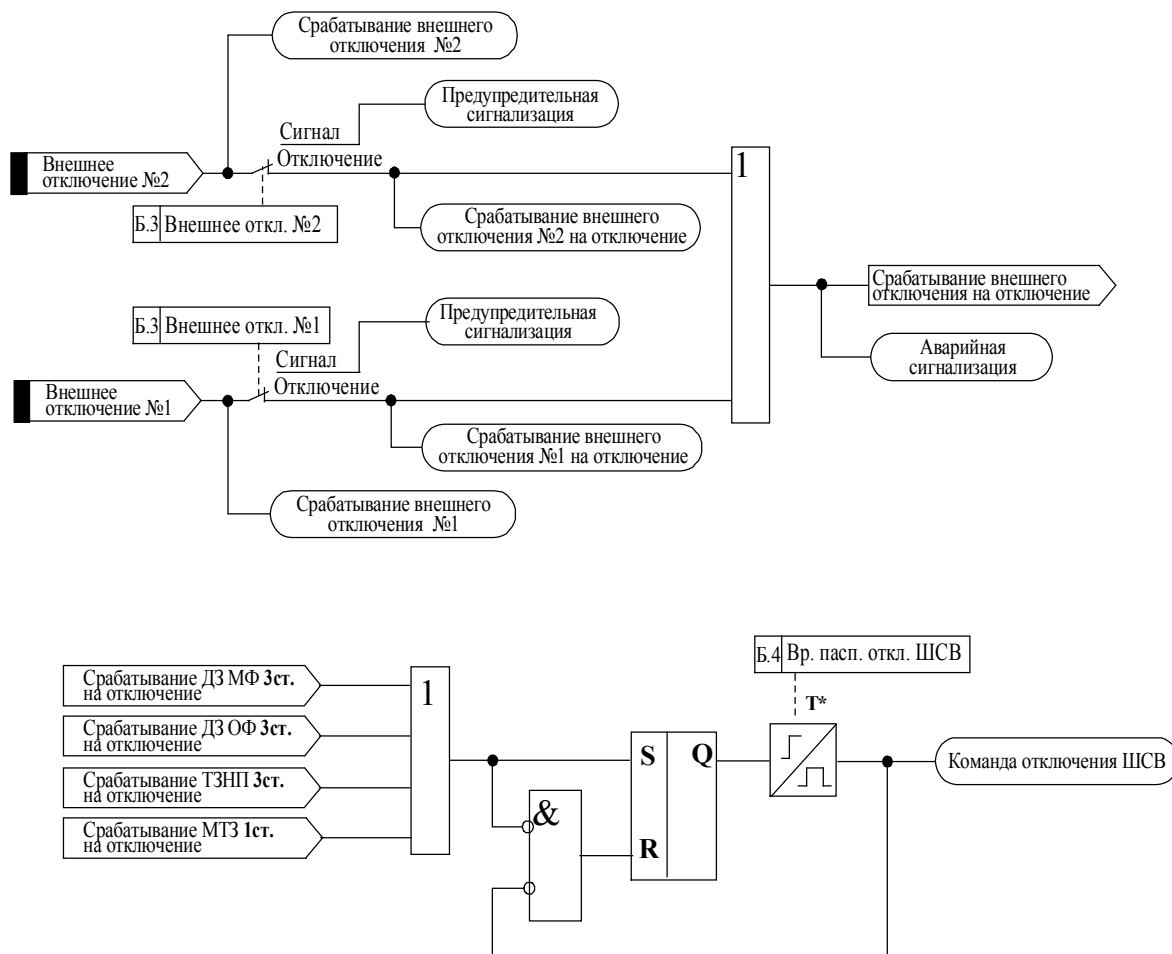 Срабатывание внешнего
отключения №2
Предупредительная
сигнализация
Сигнал
Отключение
Внешнее
отключение №2
1
Б.3 Внешнее откл. №2
Срабатывание внешнего
отключения №2 на отключение
Срабатывание внешнего
отключения на отключение
Б.3 Внешнее откл. №1
Предупредительная
сигнализация
Сигнал
Отключение
Аварийная
сигнализация
Внешнее
отключение №1
Срабатывание внешнего
отключения №1 на отключение
Срабатывание внешнего
отключения №1
Б.4 Вр. пасп. откл. ШСВ
Т*
Срабатывание ДЗ МФ 3ст.
на отключение
Срабатывание ДЗ ОФ 3ст.
на отключение
Срабатывание ТЗНП 3ст.
на отключение
Срабатывание МТЗ 1ст.
на отключение
1
&
S Q
R
Команда отключения ШСВ